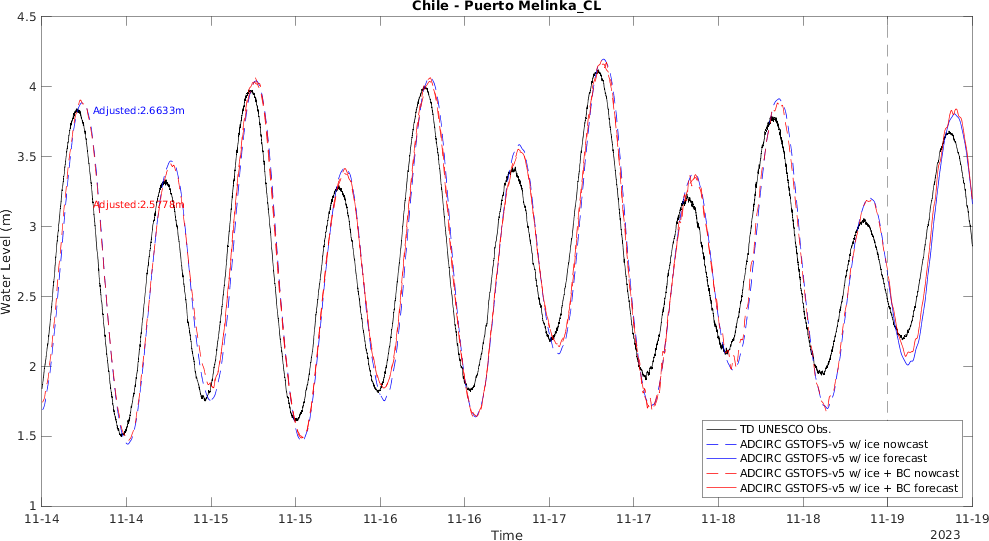 Chile - Puerto Melinka_CL
4.5
4
3.5
3
2.5
2
1.5
1
Water Level (m)
Adjusted:2.6633m
Adjusted:2.5778m
TD UNESCO Obs.
ADCIRC GSTOFS-v5 w/ ice nowcast
ADCIRC GSTOFS-v5 w/ ice forecast
ADCIRC GSTOFS-v5 w/ ice + BC nowcast
ADCIRC GSTOFS-v5 w/ ice + BC forecast
11-14 11-14 11-15 11-15 11-16 11-16 11-17 11-17 11-18 11-18 11-19 11-19
Time
2023